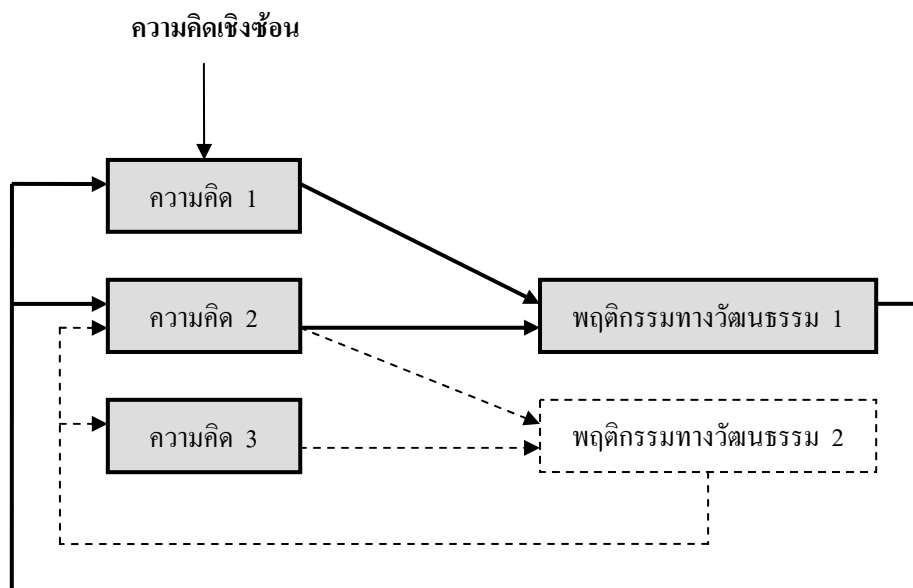 ความคิดเชิงซ้อน
ความคิด 1
ความคิด 2
พฤติกรรมทางวัฒนธรรม 1
ความคิด 3
พฤติกรรมทางวัฒนธรรม 2